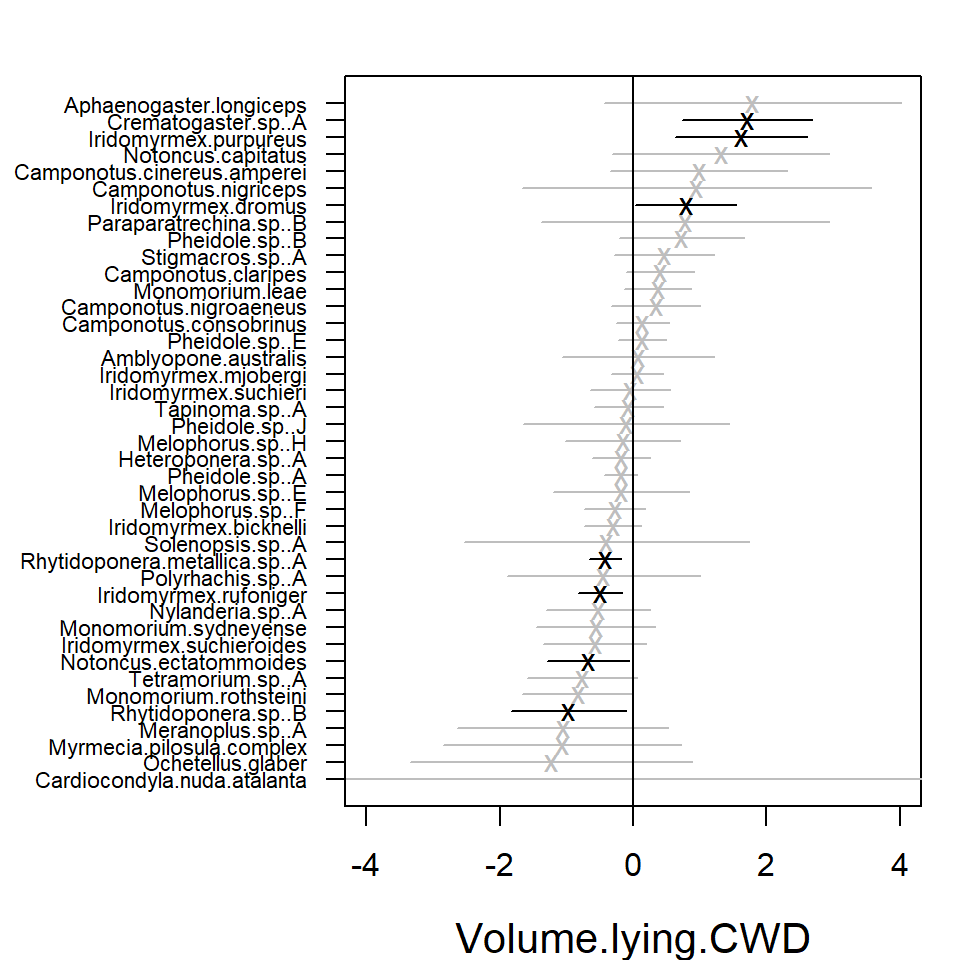 Aphaenogaster.longiceps
Crematogaster.sp..A
Iridomyrmex.purpureus
Notoncus.capitatus
Camponotus.cinereus.amperei
Camponotus.nigriceps
Iridomyrmex.dromus
Paraparatrechina.sp..B
Pheidole.sp..B
Stigmacros.sp..A
Camponotus.claripes
Monomorium.leae
Camponotus.nigroaeneus
Camponotus.consobrinus
Pheidole.sp..E
Amblyopone.australis
Iridomyrmex.mjobergi
Iridomyrmex.suchieri
Tapinoma.sp..A
Pheidole.sp..J
Melophorus.sp..H
Heteroponera.sp..A
Pheidole.sp..A
Melophorus.sp..E
Melophorus.sp..F
Iridomyrmex.bicknelli
Solenopsis.sp..A
Rhytidoponera.metallica.sp..A
Polyrhachis.sp..A
Iridomyrmex.rufoniger
Nylanderia.sp..A
Monomorium.sydneyense
Iridomyrmex.suchieroides
Notoncus.ectatommoides
Tetramorium.sp..A
Monomorium.rothsteini
Rhytidoponera.sp..B
Meranoplus.sp..A
Myrmecia.pilosula.complex
Ochetellus.glaber
Cardiocondyla.nuda.atalanta
-4 -2 0 2 4
Volume.lying.CWD